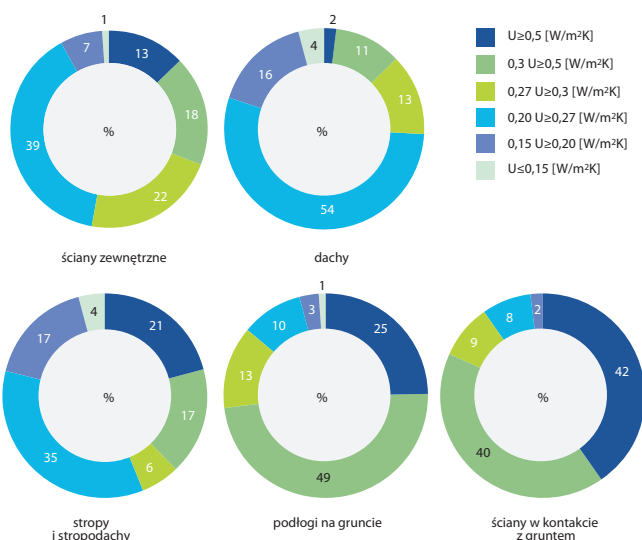 1
7
13
18
22
39
%
ściany zewnętrzne
2
4
11
16
13
54
%
dachy
U≥0,5 [W/m²K]
0,3 U≥0,5 [W/m²K]
0,27 U≥0,3 [W/m²K]
0,20 U≥0,27 [W/m²K]
0,15 U≥0,20 [W/m²K]
U≤0,15 [W/m²K]
4
21
17
17
6
35
%
stropy
i stropodachy
1
3
25
10
13
49
%
podłogi na gruncie
2
8
9
42
40
%
ściany w kontakcie
z gruntem